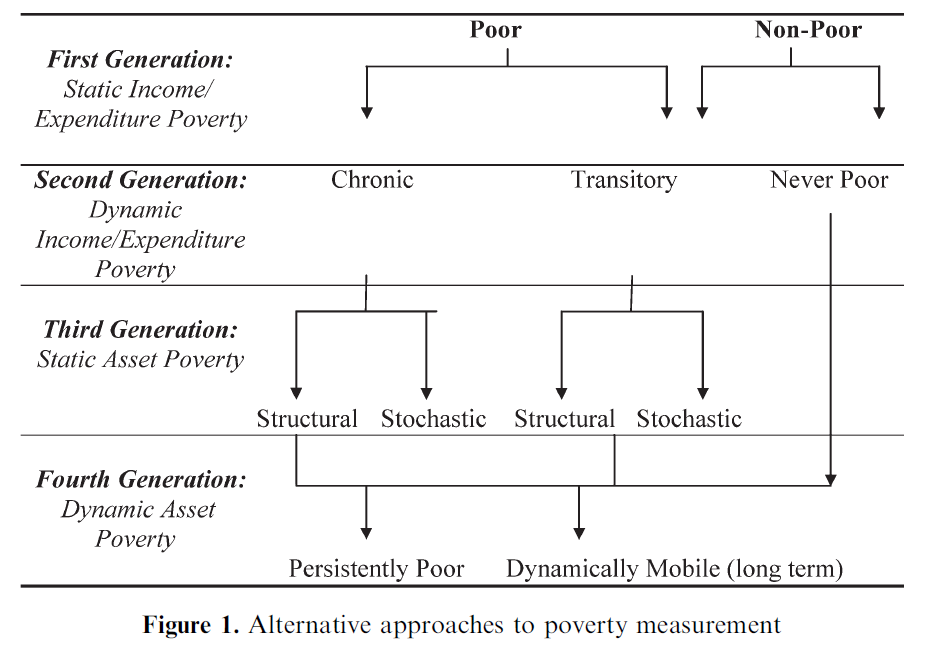 Poor
Non-Poor
First Generation:
Static Income/
Expenditure Poverty
Second Generation:
Dynamic
Income/Expenditure
Poverty
Chronic
Transitory
Never Poor
Third Generation:
Static Asset Poverty
Structural
Stochastic
Structural
Stochastic
Fourth Generation:
Dynamic Asset
Poverty
Persistently Poor
Dynamically Mobile (long term)
Figure 1. Alternative approaches to poverty measurement